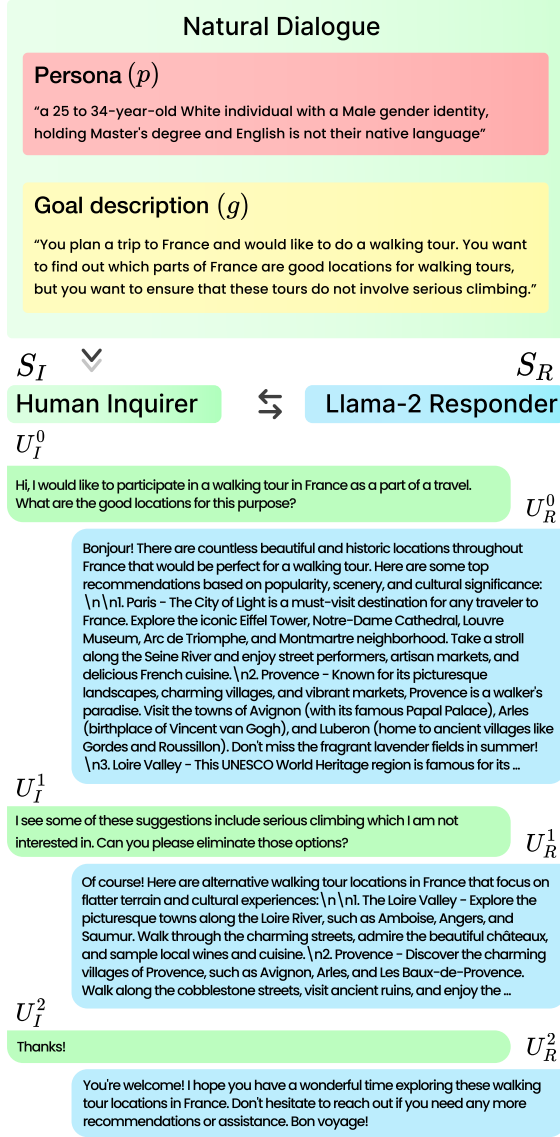 Natural Dialogue
Persona (p)
“a 25 to 34-year-old White individual with a Male gender identity,
holding Master's degree and English is not their native language”
Goal description (g)
“You plan a trip to France and would like to do a walking tour. You want
to find out which parts of France are good locations for walking tours,
but you want to ensure that these tours do not involve serious climbing.”
S_I
S_R
Human Inquirer
Llama-2 Responder
U_I^0
Hi, I would like to participate in a walking tour in France as a part of a travel.
What are the good locations for this purpose?
U_R^0
Bonjour! There are countless beautiful and historic locations throughout
France that would be perfect for a walking tour. Here are some top
recommendations based on popularity, scenery, and cultural significance:
\n\n1. Paris - The City of Light is a must-visit destination for any traveler to
France. Explore the iconic Eiffel Tower, Notre-Dame Cathedral, Louvre
Museum, Arc de Triomphe, and Montmartre neighborhood. Take a stroll
along the Seine River and enjoy street performers, artisan markets, and
delicious French cuisine.\n2. Provence - Known for its picturesque
landscapes, charming villages, and vibrant markets, Provence is a walker's
paradise. Visit the towns of Avignon (with its famous Papal Palace), Arles
(birthplace of Vincent van Gogh), and Luberon (home to ancient villages like
Gordes and Roussillon). Don't miss the fragrant lavender fields in summer!
\n3. Loire Valley - This UNESCO World Heritage region is famous for its ...
U_I^1
I see some of these suggestions include serious climbing which I am not
interested in. Can you please eliminate those options?
U_R^1
Of course! Here are alternative walking tour locations in France that focus on
flatter terrain and cultural experiences:\n\n1. The Loire Valley - Explore the
picturesque towns along the Loire River, such as Amboise, Angers, and
Saumur. Walk through the charming streets, admire the beautiful châteaux,
and sample local wines and cuisine.\n2. Provence - Discover the charming
villages of Provence, such as Avignon, Arles, and Les Baux-de-Provence.
Walk along the cobblestone streets, visit ancient ruins, and enjoy the ...
U_I^2
Thanks!
U_R^2
You're welcome! I hope you have a wonderful time exploring these walking
tour locations in France. Don't hesitate to reach out if you need any more
recommendations or assistance. Bon voyage!